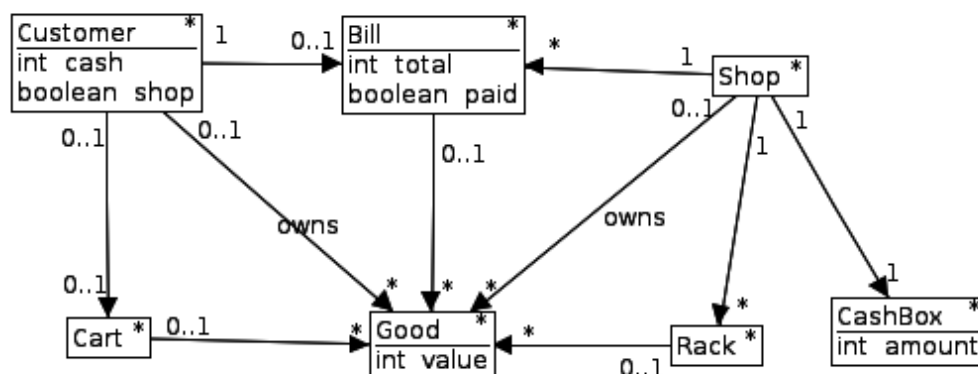 Customer *
int cash
boolean shop
1
0..1
Bill *
int total
boolean paid
*
1
Shop *
0..1
0..1
0..1
0..1
1
1
owns
owns
0..1
*
*
*
*
1
Cart *
0..1
*
Good *
int value
*
0..1
Rack *
CashBox *
int amount